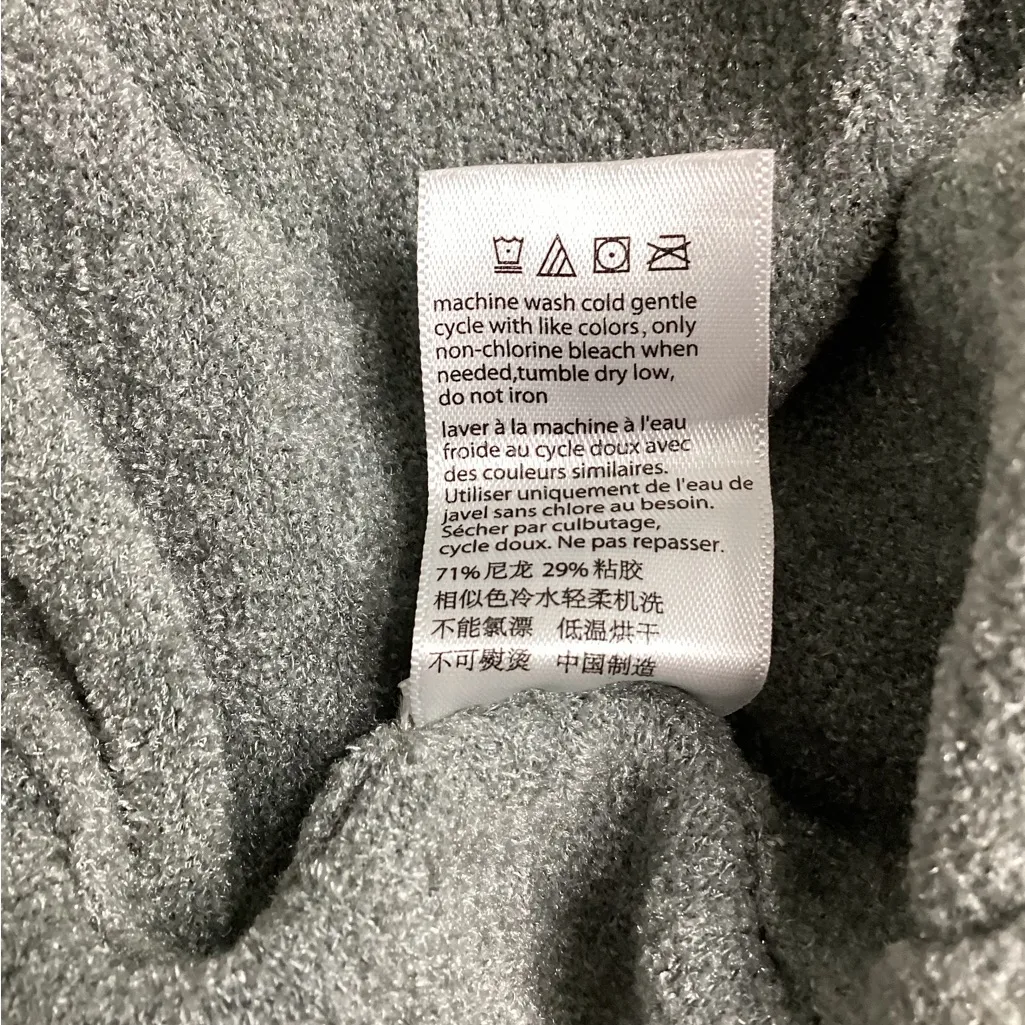 machine wash cold gentle
cycle with like colors, only
non-chlorine bleach when
needed,tumble dry low,
do not iron
laver à la machine à l'eau
froide au cycle doux avec
des couleurs similaires.
Utiliser uniquement de l'eau de
javel sans chlore au besoin.
Sécher par culbutage,
cycle doux. Ne pas repasser.
71%尼龙 29%粘胶
相似色冷水轻柔机洗
不能氯漂 低温烘干
不可熨烫 中国制造